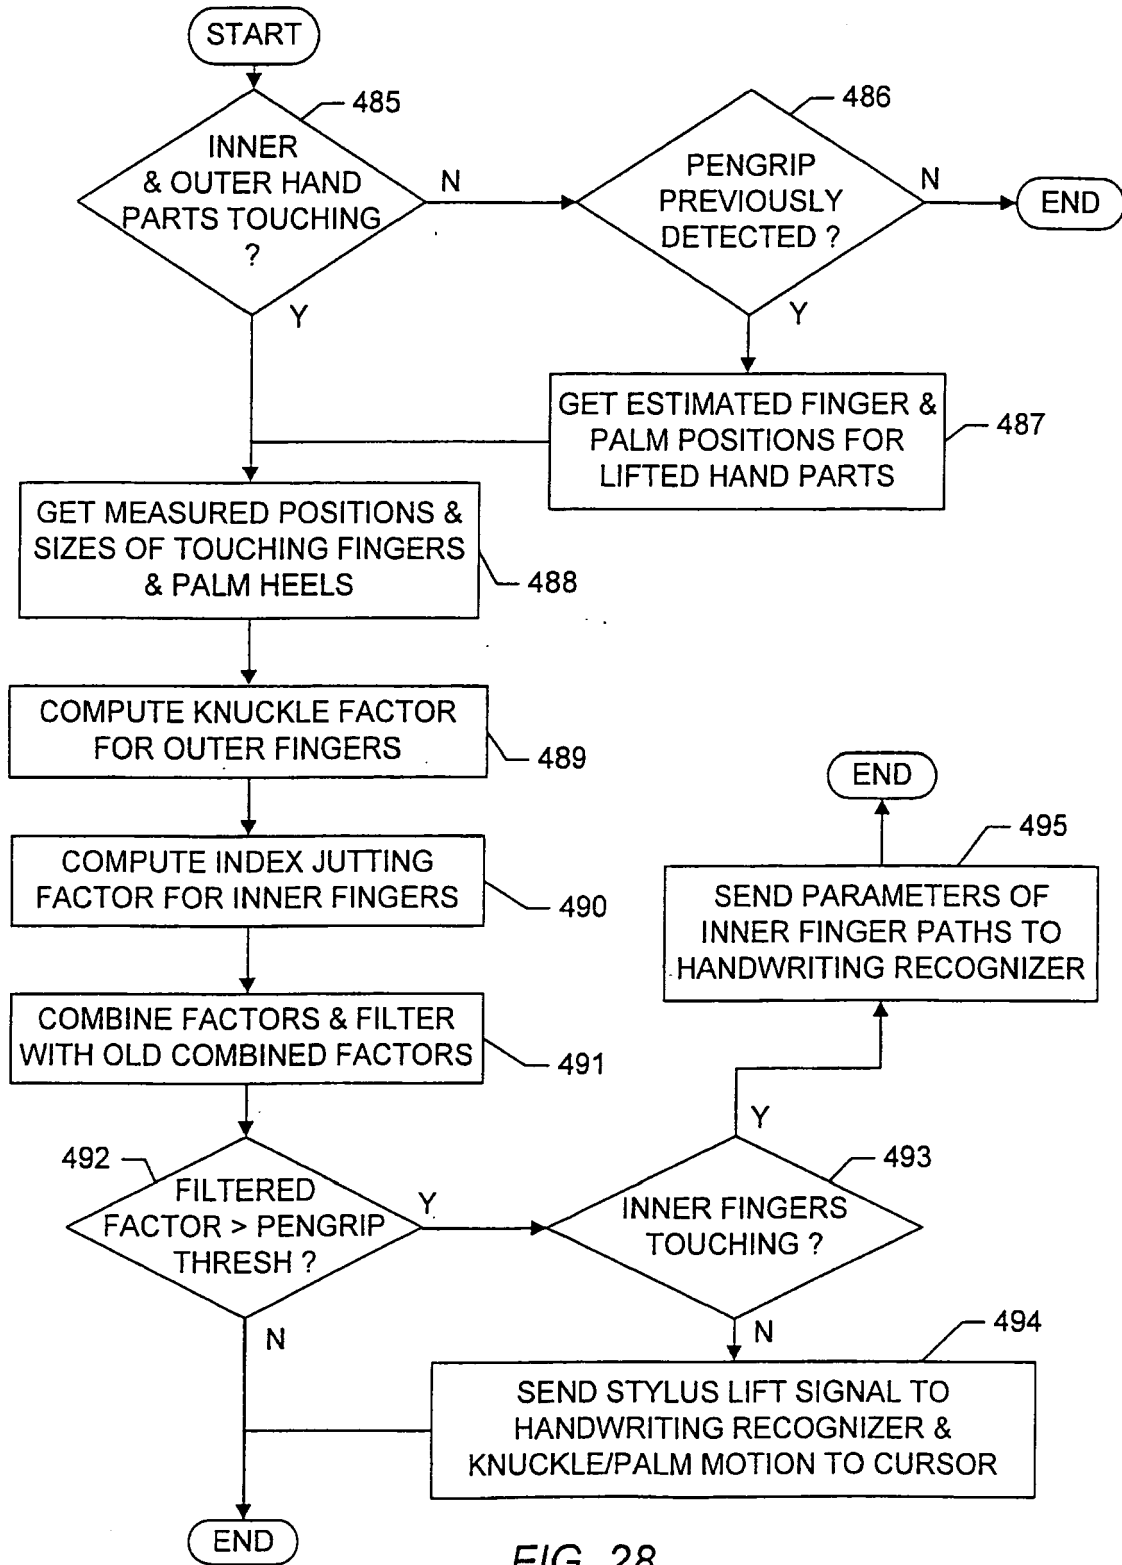 START
485
INNER
& OUTER HAND
PARTS TOUCHING
?
N
Y
486
PENGRIP
PREVIOUSLY
DETECTED ?
N
END
Y
GET ESTIMATED FINGER &
PALM POSITIONS FOR
LIFTED HAND PARTS
487
GET MEASURED POSITIONS &
SIZES OF TOUCHING FINGERS
& PALM HEELS
488
COMPUTE KNUCKLE FACTOR
FOR OUTER FINGERS
489
COMPUTE INDEX JUTTING
FACTOR FOR INNER FINGERS
490
COMBINE FACTORS & FILTER
WITH OLD COMBINED FACTORS
491
492
FILTERED
FACTOR > PENGRIP
THRESH ?
Y
N
END
495
SEND PARAMETERS OF
INNER FINGER PATHS TO
HANDWRITING RECOGNIZER
Y
493
INNER FINGERS
TOUCHING ?
N
494
SEND STYLUS LIFT SIGNAL TO
HANDWRITING RECOGNIZER &
KNUCKLE/PALM MOTION TO CURSOR
END
FIG. 28